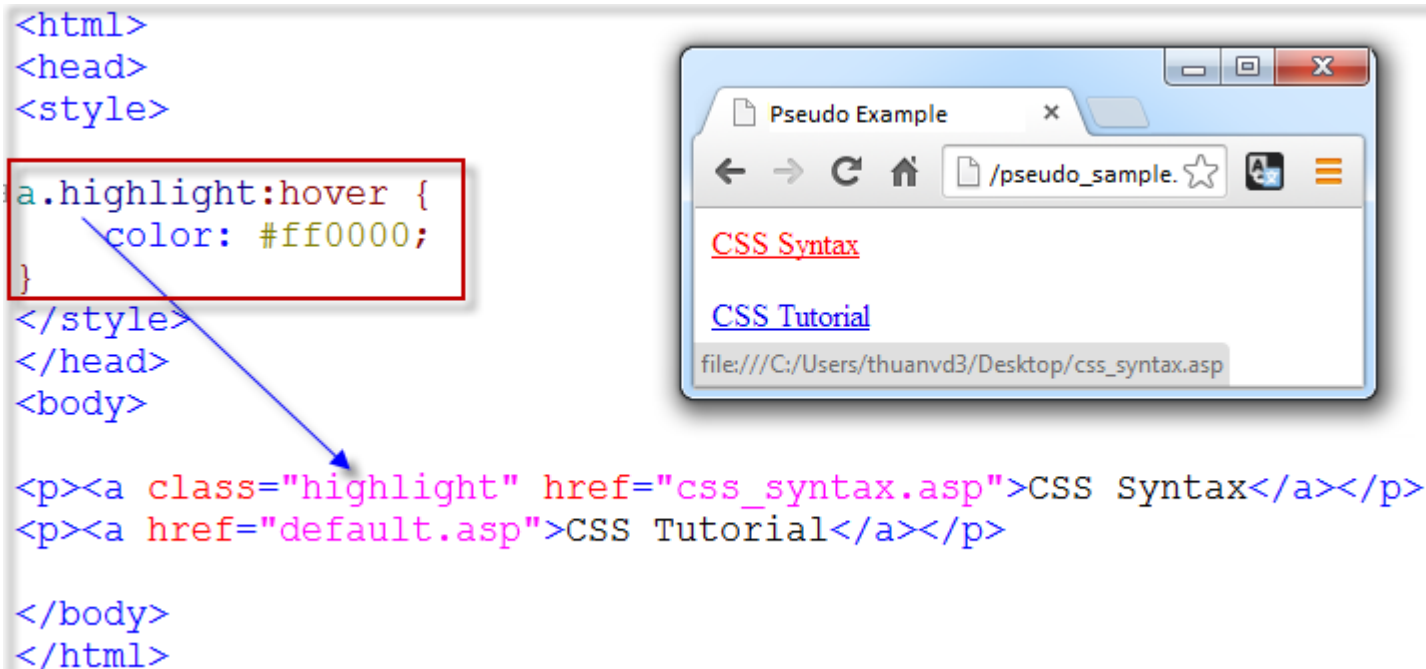 <html>
<head>
<style>
a.highlight:hover {
color: #ff0000;
}
</style>
</head>
<body>
<p><a class="highlight" href="css_syntax.asp">CSS Syntax</a></p>
<p><a href="default.asp">CSS Tutorial</a></p>
</body>
</html>
Pseudo Example
/pseudo_sample.
CSS Syntax
CSS Tutorial
file:///C:/Users/thuanvd3/Desktop/css_syntax.asp